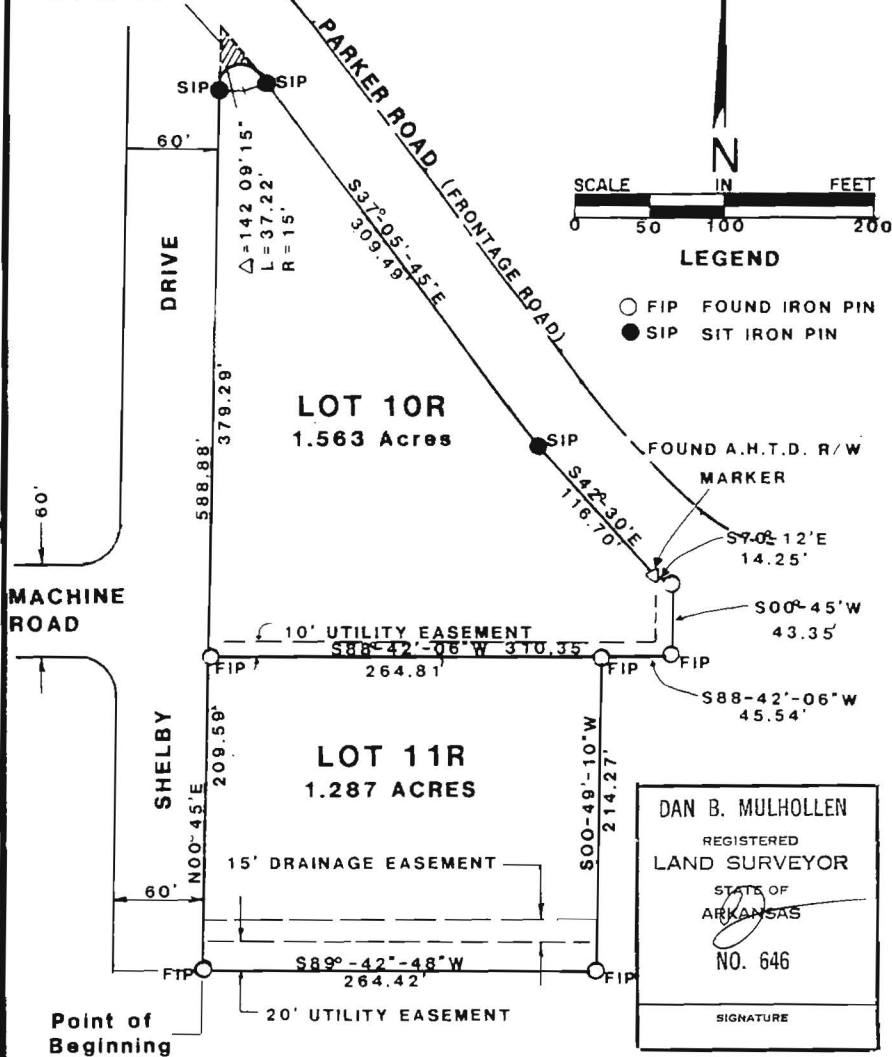 PARKER ROAD (FRONTAGE ROAD)
N
SCALE IN FEET
0 50 100 200
LEGEND
FIP FOUND IRON PIN
SIP SIT IRON PIN
SIP
SIP
60'
△=142 09'15"
L=37.22'
R=15'
S37°-05'-45"E
309.49'
DRIVE
379.29'
588.88'
LOT 10R
1.563 Acres
SIP
FOUND A.H.T.D. R/W
MARKER
S42°-30'E
116.70'
S70°-12'E
14.25'
S00°-45'W
43.35'
60'
MACHINE
ROAD
10' UTILITY EASEMENT
S88°-42'-06"W 310.35'
264.81'
FIP
FIP
S88-42'-06"W
45.54'
SHELBY
N00°45'E
209.59'
LOT 11R
1.287 ACRES
S00-49'-10"W
214.27'
15' DRAINAGE EASEMENT
60'
S89°-42"-48"W
264.42'
FIP
FIP
20' UTILITY EASEMENT
Point of
Beginning
DAN B. MULHOLLEN
REGISTERED
LAND SURVEYOR
STATE OF
ARKANSAS
NO. 646
SIGNATURE